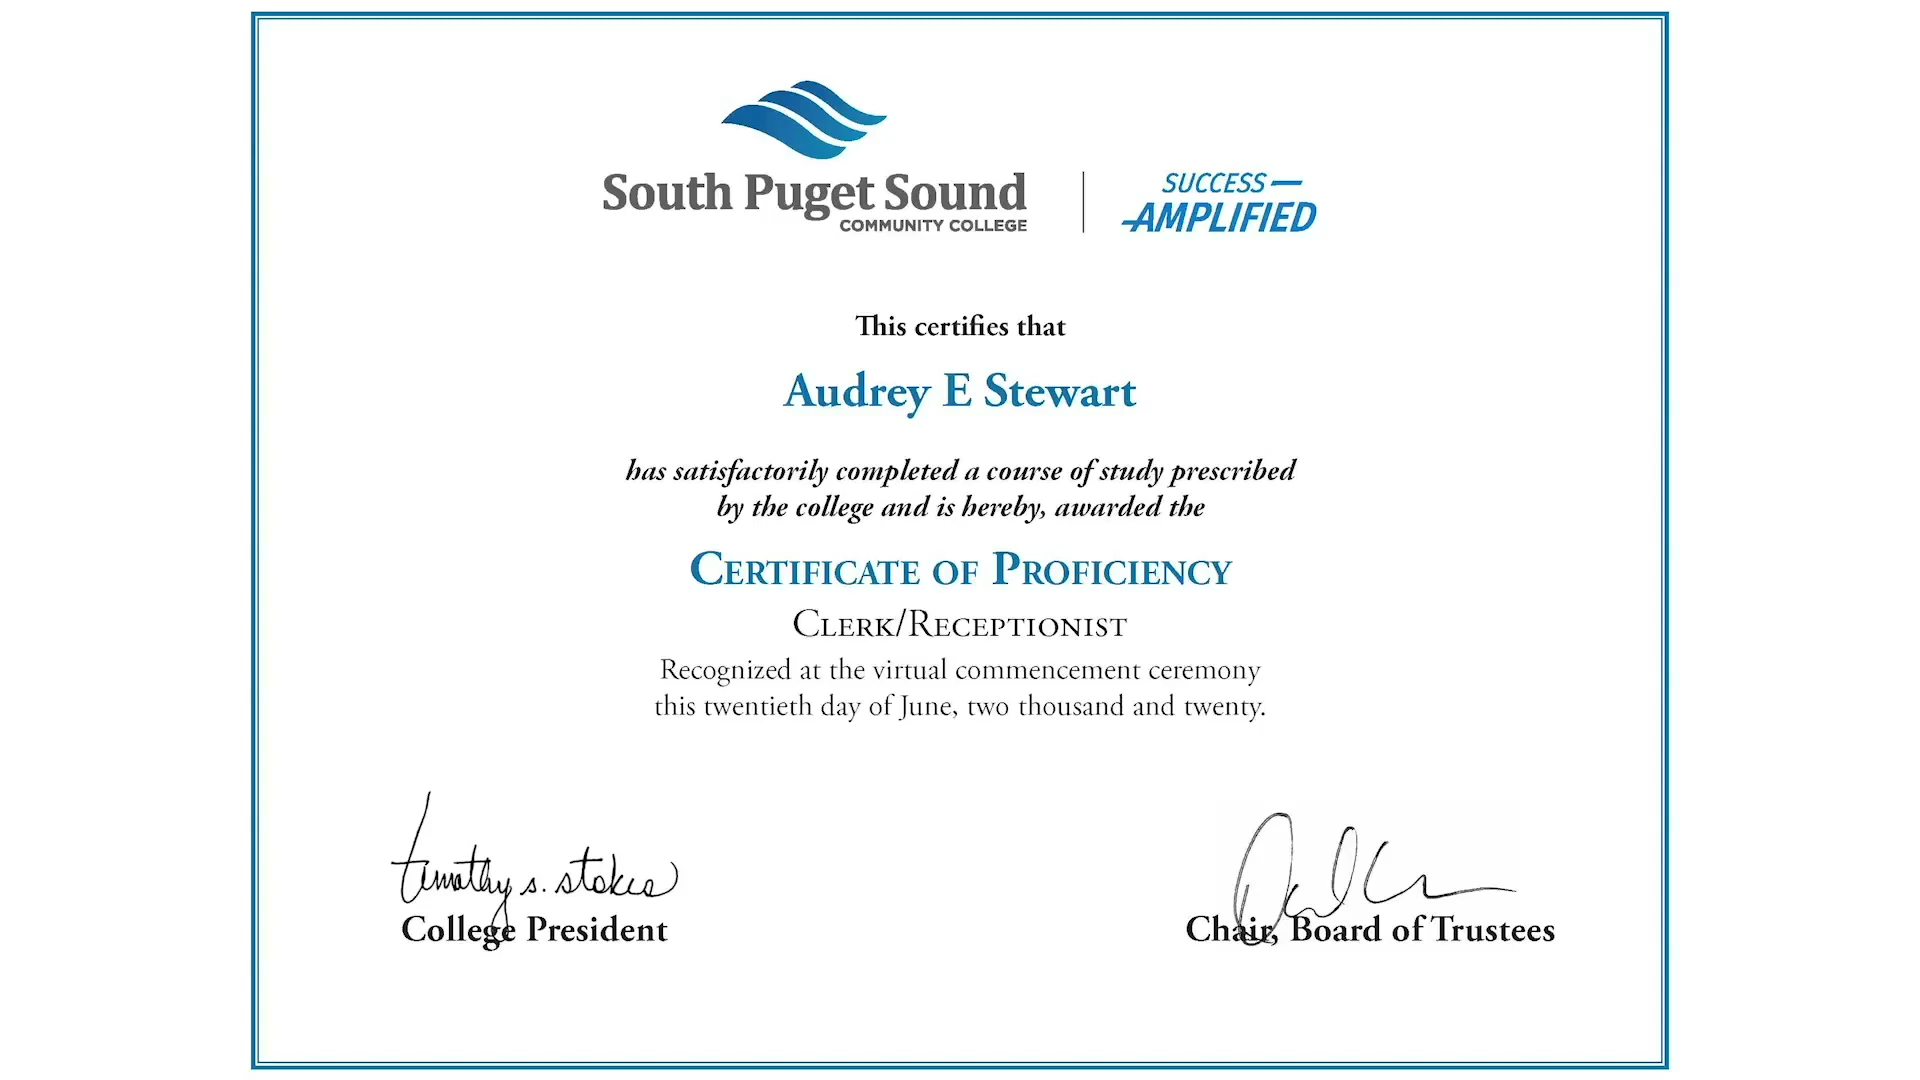 South Puget Sound
COMMUNITY COLLEGE
SUCCESS
AMPLIFIED
This certifies that
Audrey E Stewart
has satisfactorily completed a course of study prescribed
by the college and is hereby, awarded the
CERTIFICATE OF PROFICIENCY
CLERK/RECEPTIONIST
Recognized at the virtual commencement ceremony
this twentieth day of June, two thousand and twenty.
timothy s. stokes
College President
Chair, Board of Trustees